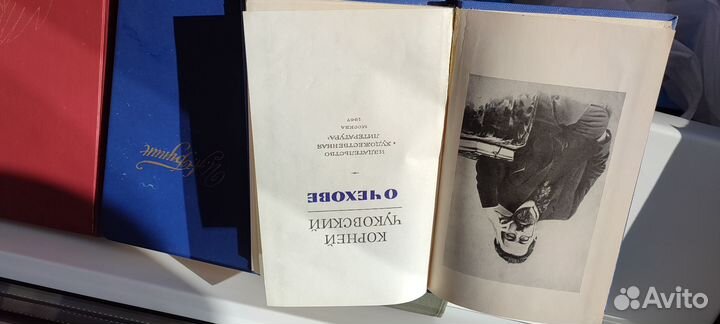 КОРНЕЙ
ЧУКОВСКИЙ
О ЧЕХОВЕ
ИЗДАТЕЛЬСТВО
«ХУДОЖЕСТВЕННАЯ
ЛИТЕРАТУРА»
МОСКВА
1967
Avito